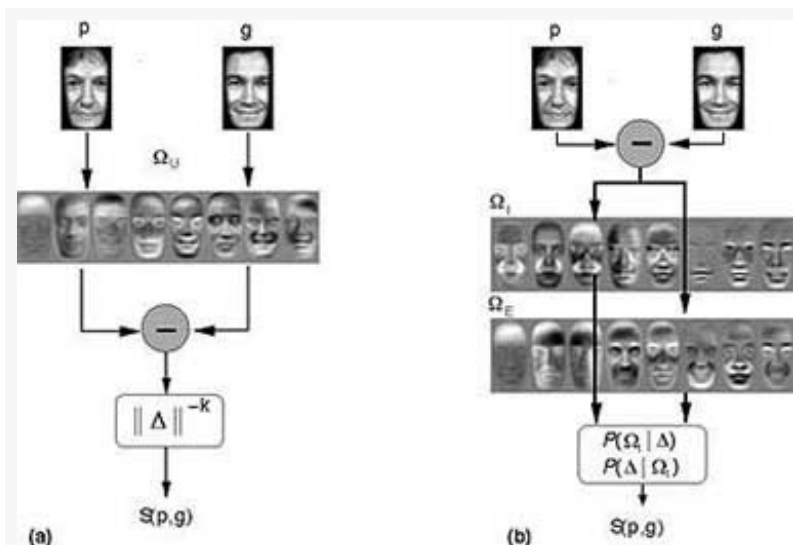 p g
Ω_U
‖Δ‖^-k
S(p,g)
(a)
p g
Ω_I
Ω_E
P(Ω_I | Δ)
P(Δ | Ω_I)
S(p,g)
(b)